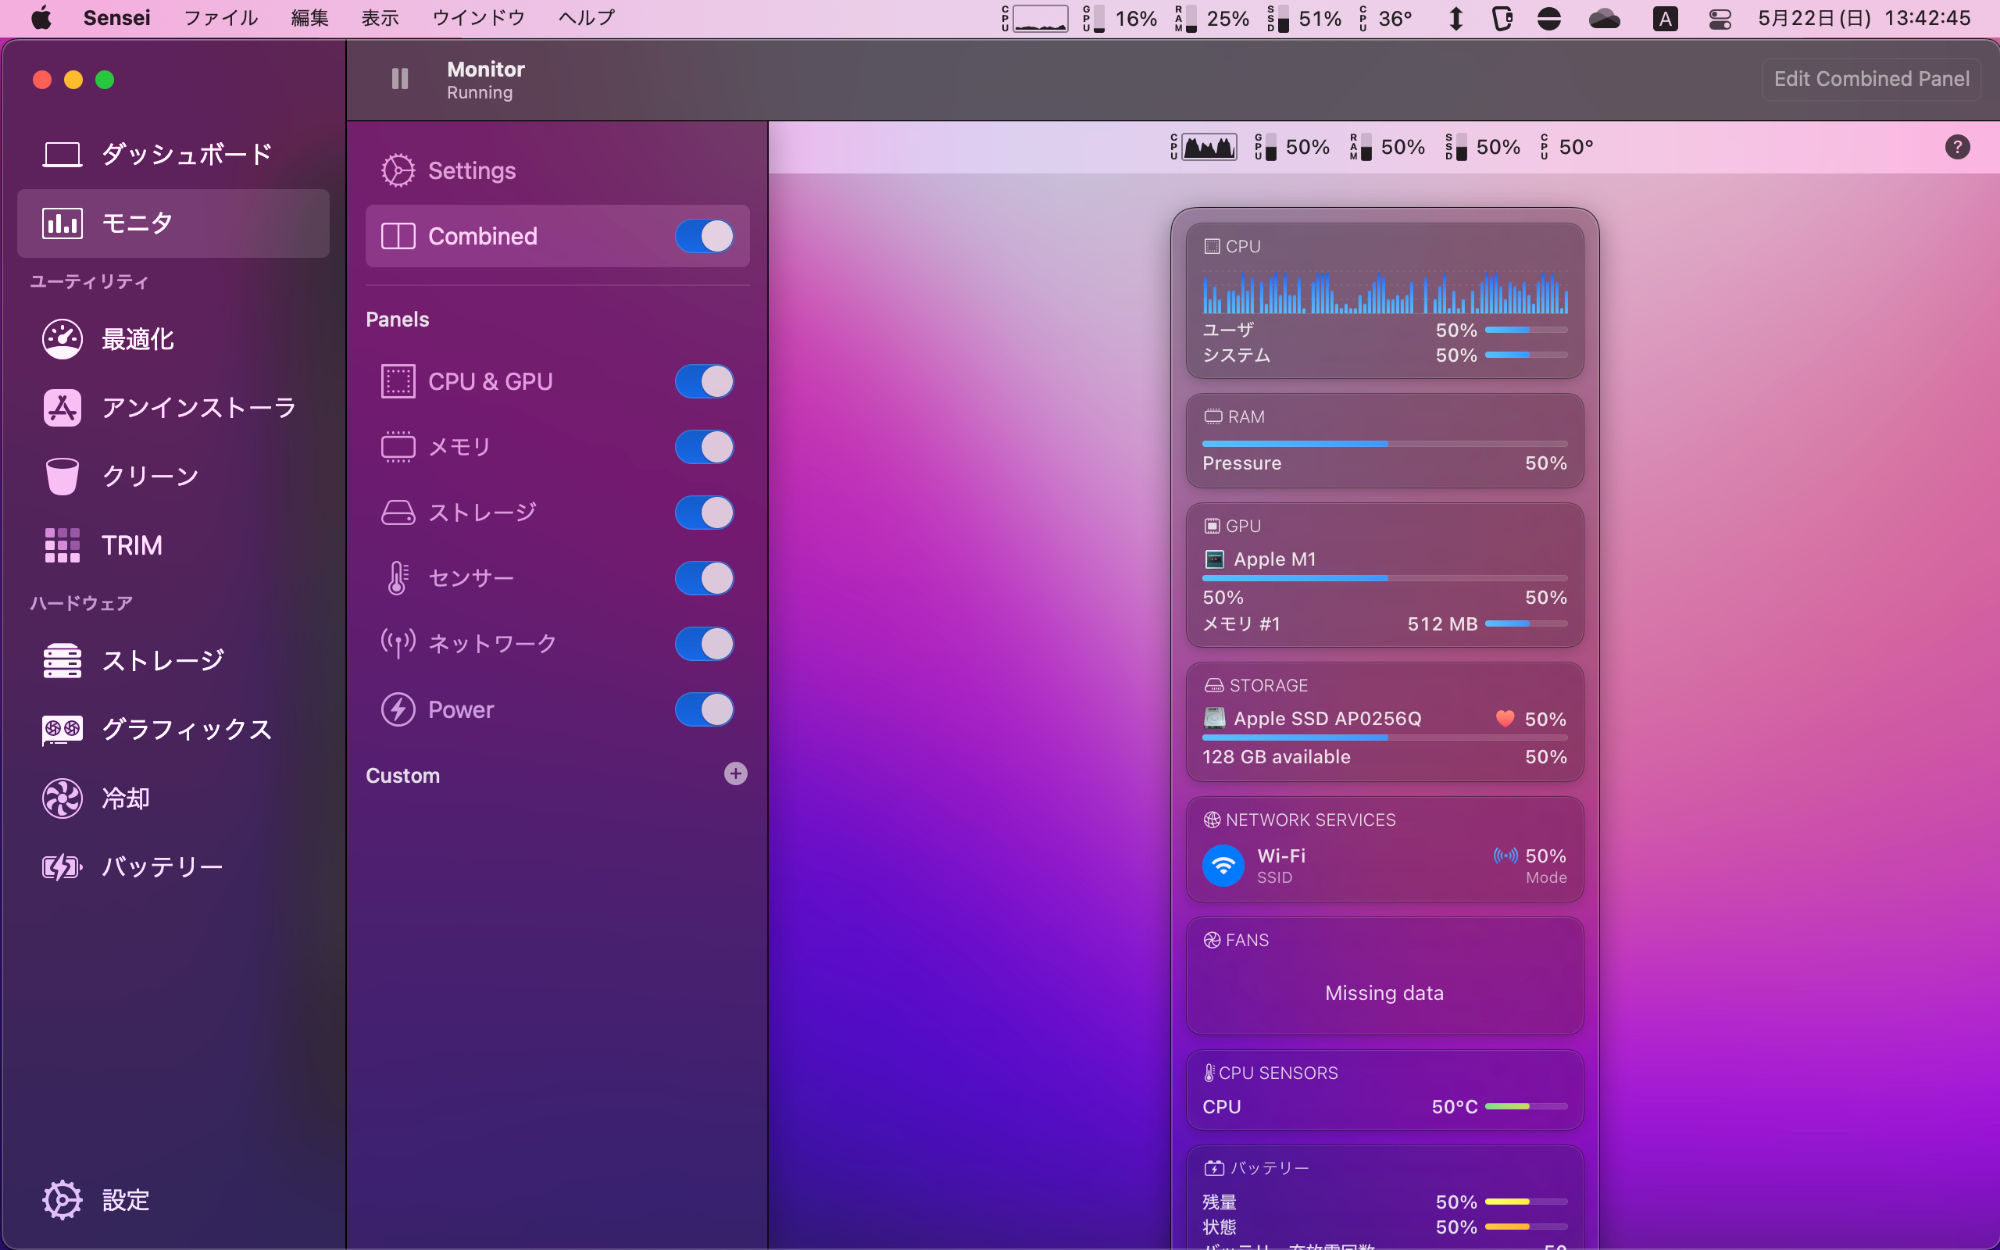 Sensei ファイル 編集 表示 ウインドウ ヘルプ CPU GPU 16% RAM 25% SSD 51% CPU 36° A 5月22日(日) 13:42:45
Monitor
Running
Edit Combined Panel
ダッシュボード
モニタ
ユーティリティ
最適化
アンインストーラ
クリーン
TRIM
ハードウェア
ストレージ
グラフィックス
冷却
バッテリー
設定
Settings
Combined
Panels
CPU & GPU
メモリ
ストレージ
センサー
ネットワーク
Power
Custom
CPU GPU 50% RAM 50% SSD 50% CPU 50° ?
CPU
ユーザ 50%
システム 50%
RAM
Pressure 50%
GPU
Apple M1
50% 50%
メモリ #1 512 MB
STORAGE
Apple SSD AP0256Q 50%
128 GB available 50%
NETWORK SERVICES
Wi-Fi 50%
SSID Mode
FANS
Missing data
CPU SENSORS
CPU 50°C
バッテリー
残量 50%
状態 50%